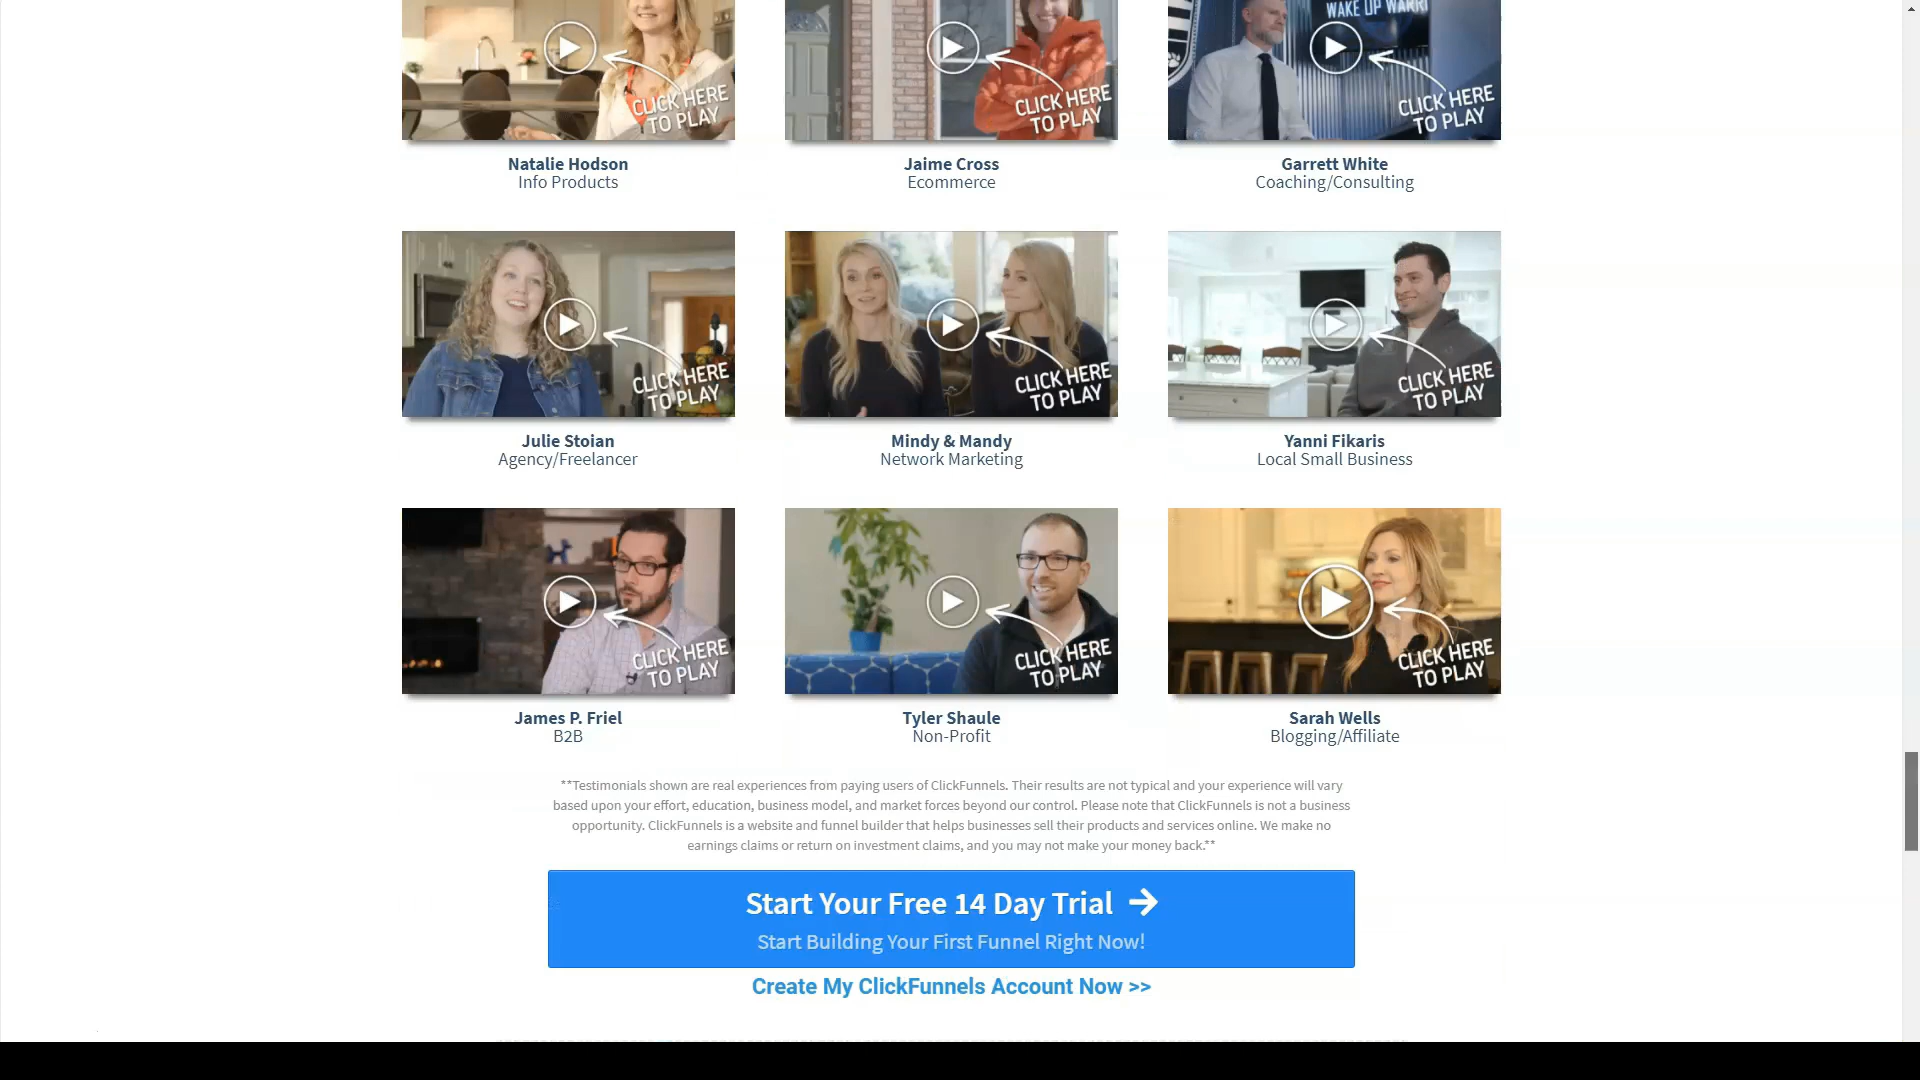 WAKE UP WARRI
CLICK HERE
TO PLAY
CLICK HERE
TO PLAY
CLICK HERE
TO PLAY
Natalie Hodson
Info Products
Jaime Cross
Ecommerce
Garrett White
Coaching/Consulting
CLICK HERE
TO PLAY
CLICK HERE
TO PLAY
CLICK HERE
TO PLAY
Julie Stoian
Agency/Freelancer
Mindy & Mandy
Network Marketing
Yanni Fikaris
Local Small Business
CLICK HERE
TO PLAY
CLICK HERE
TO PLAY
CLICK HERE
TO PLAY
James P. Friel
B2B
Tyler Shaule
Non-Profit
Sarah Wells
Blogging/Affiliate
**Testimonials shown are real experiences from paying users of ClickFunnels. Their results are not typical and your experience will vary
based upon your effort, education, business model, and market forces beyond our control. Please note that ClickFunnels is not a business
opportunity. ClickFunnels is a website and funnel builder that helps businesses sell their products and services online. We make no
earnings claims or return on investment claims, and you may not make your money back.**
Start Your Free 14 Day Trial
Start Building Your First Funnel Right Now!
Create My ClickFunnels Account Now >>